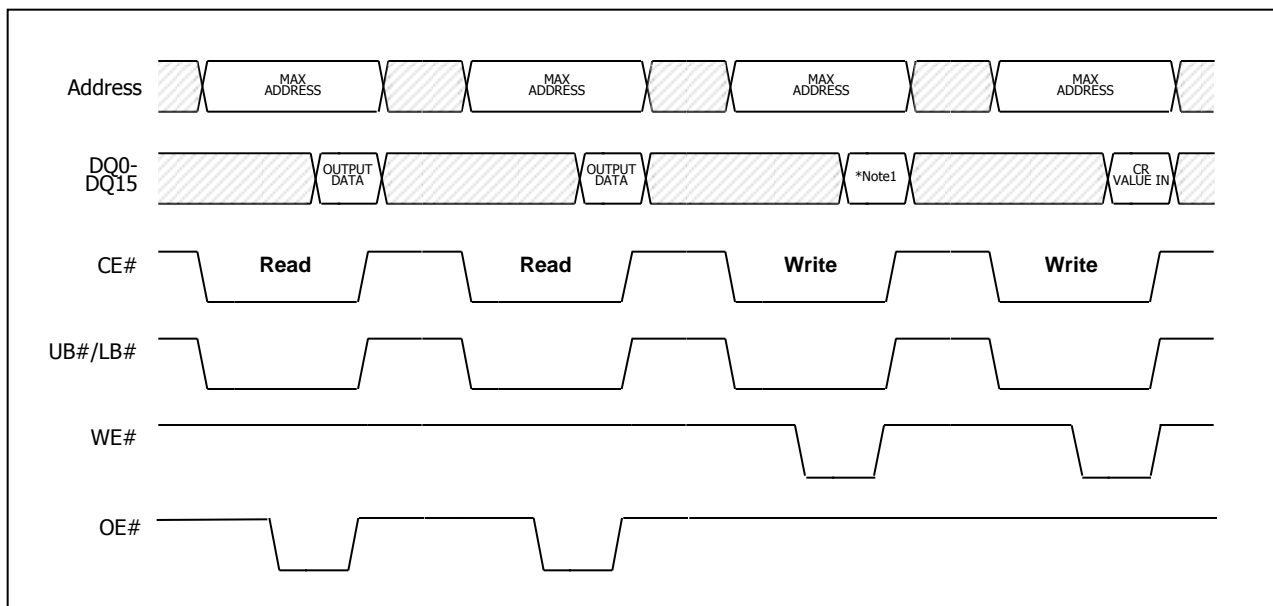 Address
MAX
ADDRESS
MAX
ADDRESS
MAX
ADDRESS
MAX
ADDRESS
DQ0-
DQ15
OUTPUT
DATA
OUTPUT
DATA
*Note1
CR
VALUE IN
CE#
Read
Read
Write
Write
UB#/LB#
WE#
OE#